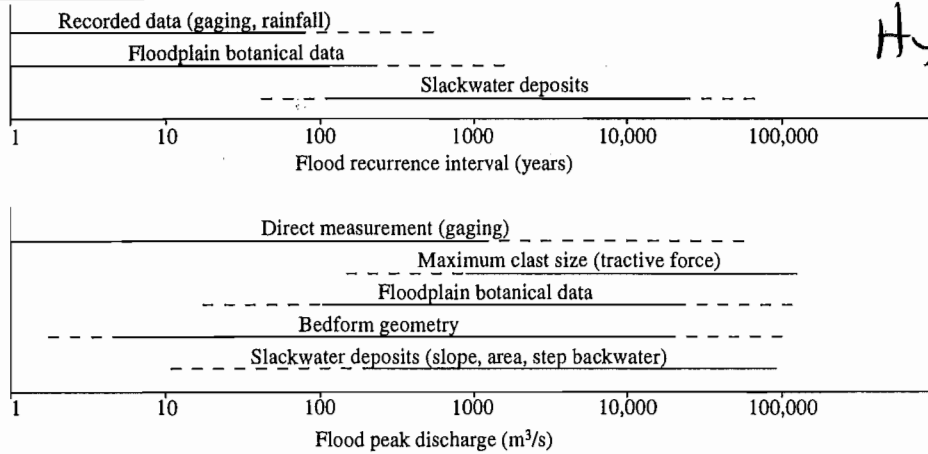 Recorded data (gaging, rainfall)
Hy
Floodplain botanical data
Slackwater deposits
1 10 100 1000 10,000 100,000
Flood recurrence interval (years)
Direct measurement (gaging)
Maximum clast size (tractive force)
Floodplain botanical data
Bedform geometry
Slackwater deposits (slope, area, step backwater)
1 10 100 1000 10,000 100,000
Flood peak discharge (m³/s)